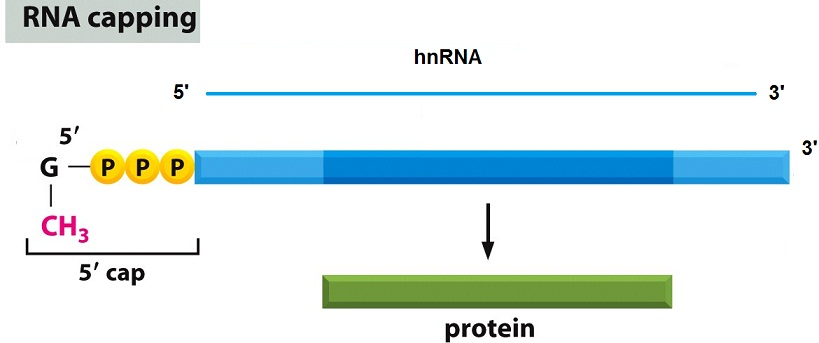 RNA capping
hnRNA
5' 3'
5′ 3'
G P P P
CH3
5′ cap
protein